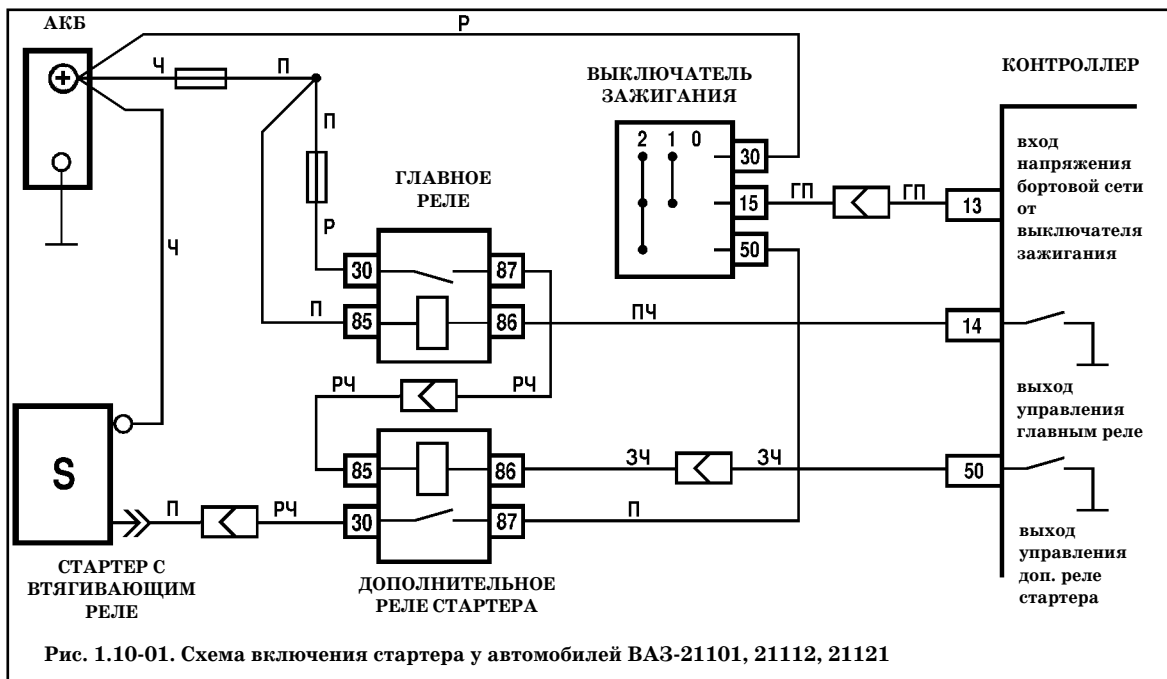 АКБ
Р
Ч
П
П
Р
П
Ч
ВЫКЛЮЧАТЕЛЬ
ЗАЖИГАНИЯ
2 1 0
30
15
50
ГП
ГП
КОНТРОЛЛЕР
13
вход
напряжения
бортовой сети
от
выключателя
зажигания
ГЛАВНОЕ
РЕЛЕ
30
87
85
86
ПЧ
14
выход
управления
главным реле
РЧ
РЧ
85
86
ЗЧ
ЗЧ
50
30
87
П
выход
управления
доп. реле
стартера
S
П
РЧ
СТАРТЕР С
ВТЯГИВАЮЩИМ
РЕЛЕ
ДОПОЛНИТЕЛЬНОЕ
РЕЛЕ СТАРТЕРА
Рис. 1.10-01. Схема включения стартера у автомобилей ВАЗ-21101, 21112, 21121